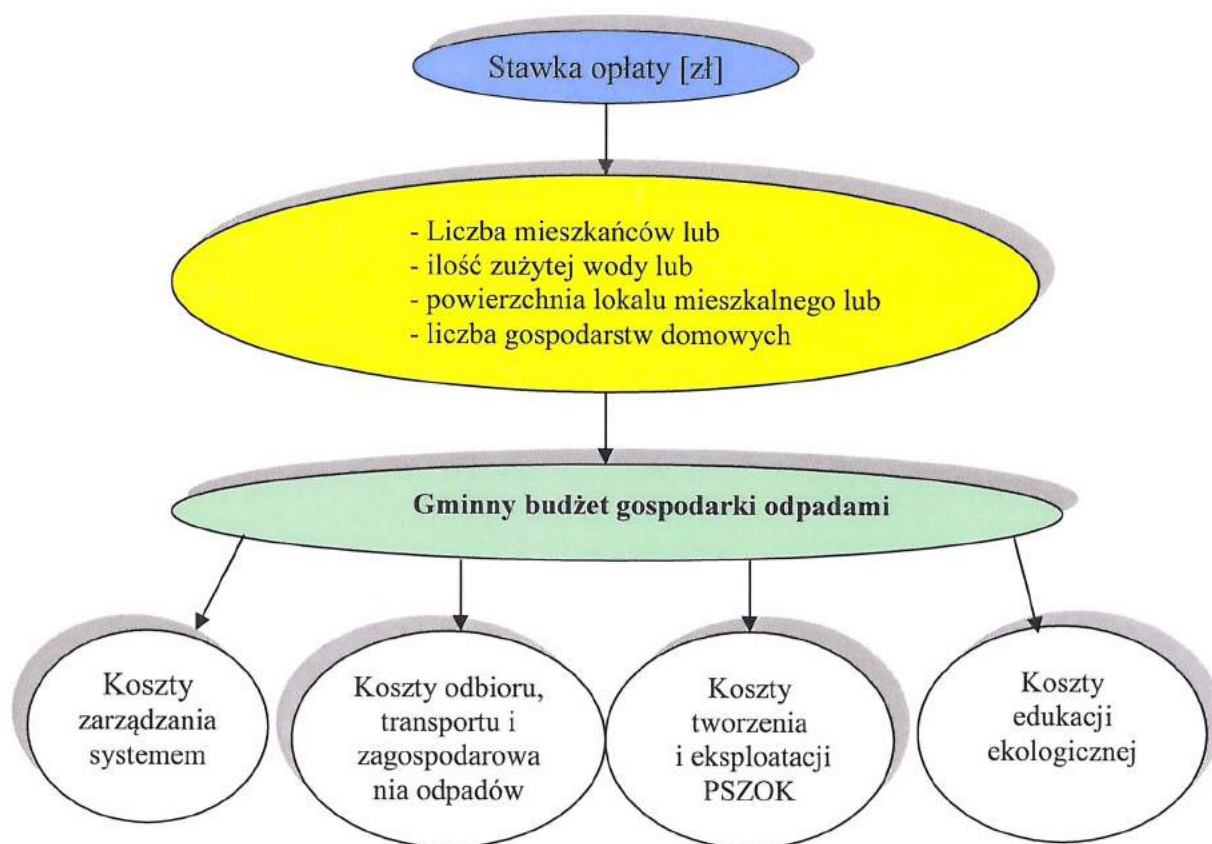 Stawka opłaty [zł]
- Liczba mieszkańców lub
- ilość zużytej wody lub
- powierzchnia lokalu mieszkalnego lub
- liczba gospodarstw domowych
Gminny budżet gospodarki odpadami
Koszty
zarządzania
systemem
Koszty odbioru,
transportu i
zagospodarowa
nia odpadów
Koszty
tworzenia
i eksploatacji
PSZOK
Koszty
edukacji
ekologicznej